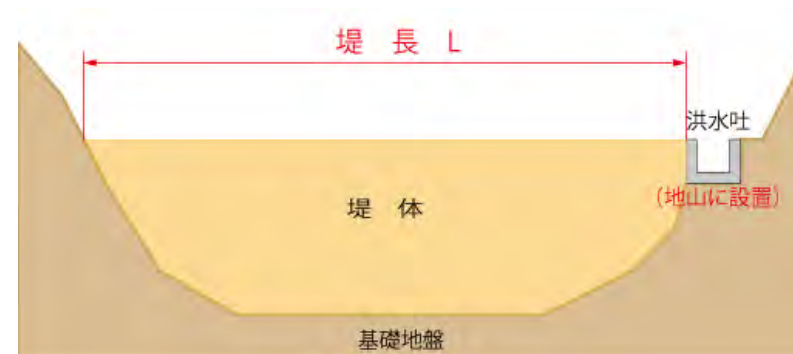 堤 長 L
洪水吐
（地山に設置）
堤 体
基礎地盤